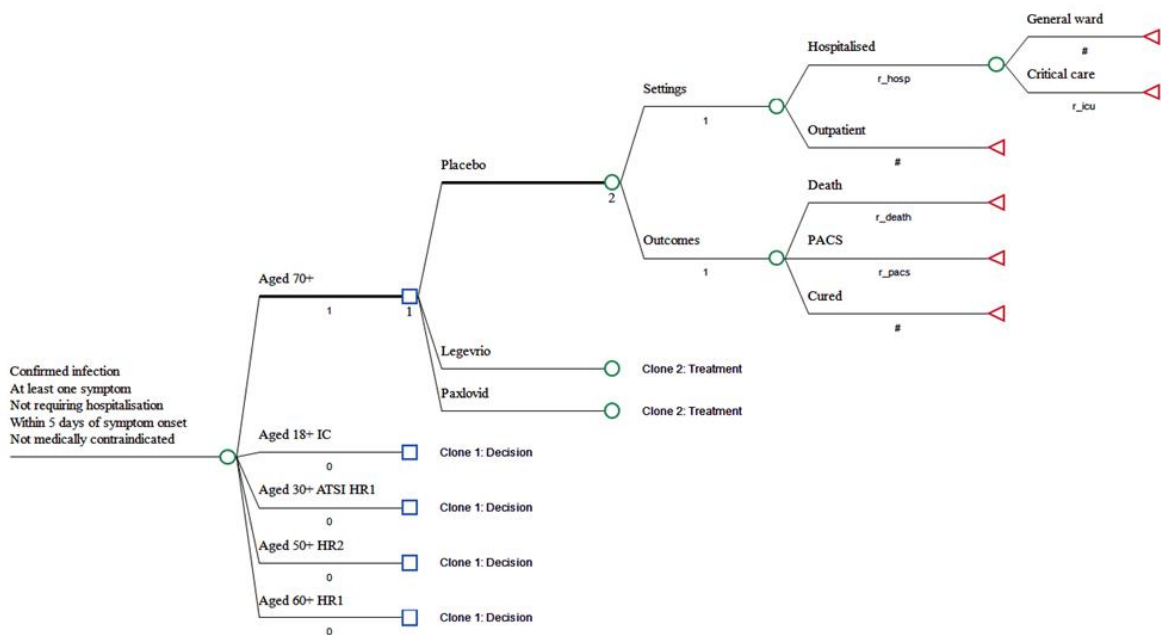 General ward
#
Hospitalised
r_hosp
Critical care
r_icu
Settings
1
Outpatient
#
Placebo
2
Death
r_death
Outcomes
1
PACS
r_pacs
Cured
#
Aged 70+
1
1
Legevrio
Clone 2: Treatment
Paxlovid
Clone 2: Treatment
Confirmed infection
At least one symptom
Not requiring hospitalisation
Within 5 days of symptom onset
Not medically contraindicated
Aged 18+ IC
0
Clone 1: Decision
Aged 30+ ATSI HR1
0
Clone 1: Decision
Aged 50+ HR2
0
Clone 1: Decision
Aged 60+ HR1
0
Clone 1: Decision